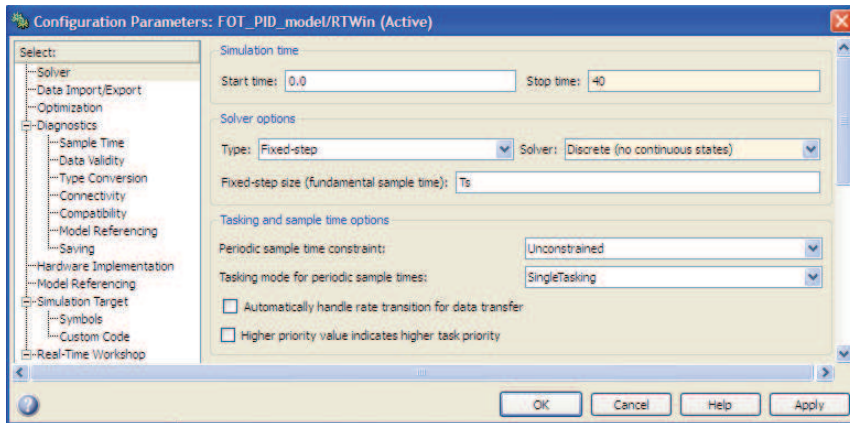 Configuration Parameters: FOT_PID_model/RTWin (Active)
Select:
Solver
Data Import/Export
Optimization
Diagnostics
Sample Time
Data Validity
Type Conversion
Connectivity
Compatibility
Model Referencing
Saving
Hardware Implementation
Model Referencing
Simulation Target
Symbols
Custom Code
Real-Time Workshop
Simulation time
Start time: 0.0 Stop time: 40
Solver options
Type: Fixed-step Solver: Discrete (no continuous states)
Fixed-step size (fundamental sample time): Ts
Tasking and sample time options
Periodic sample time constraint: Unconstrained
Tasking mode for periodic sample times: SingleTasking
Automatically handle rate transition for data transfer
Higher priority value indicates higher task priority
OK Cancel Help Apply